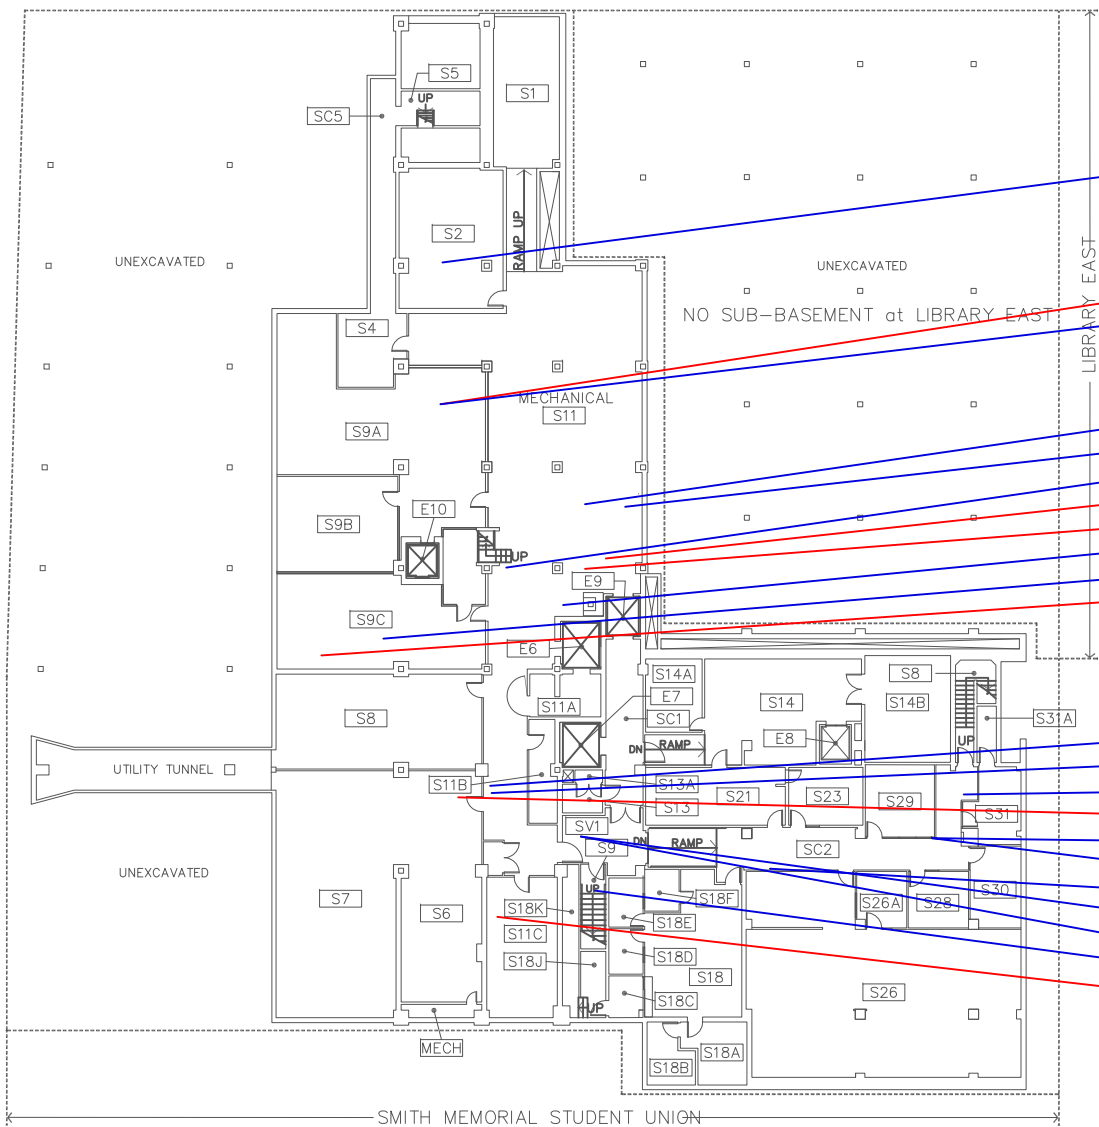 S5
S1
UP
SC5
S2
RAMP UP
UNEXCAVATED
UNEXCAVATED
LIBRARY EAST
NO SUB-BASEMENT at LIBRARY EAST
S4
MECHANICAL
S11
S9A
E10
S9B
UP
E9
S9C
E6
S14A
S8
E7
S14
S14B
S11A
SC1
S31A
S8
E8
UP
DN
RAMP
UTILITY TUNNEL
S11B
S13A
S21
S23
S29
S13
S31
SV1
DN
RAMP
S9
SC2
UNEXCAVATED
UP
S30
S7
S6
S18K
S18F
S26A
S28
S18E
S11C
S18D
S18J
S18
S18C
S26
UP
MECH
S18A
S18B
SMITH MEMORIAL STUDENT UNION